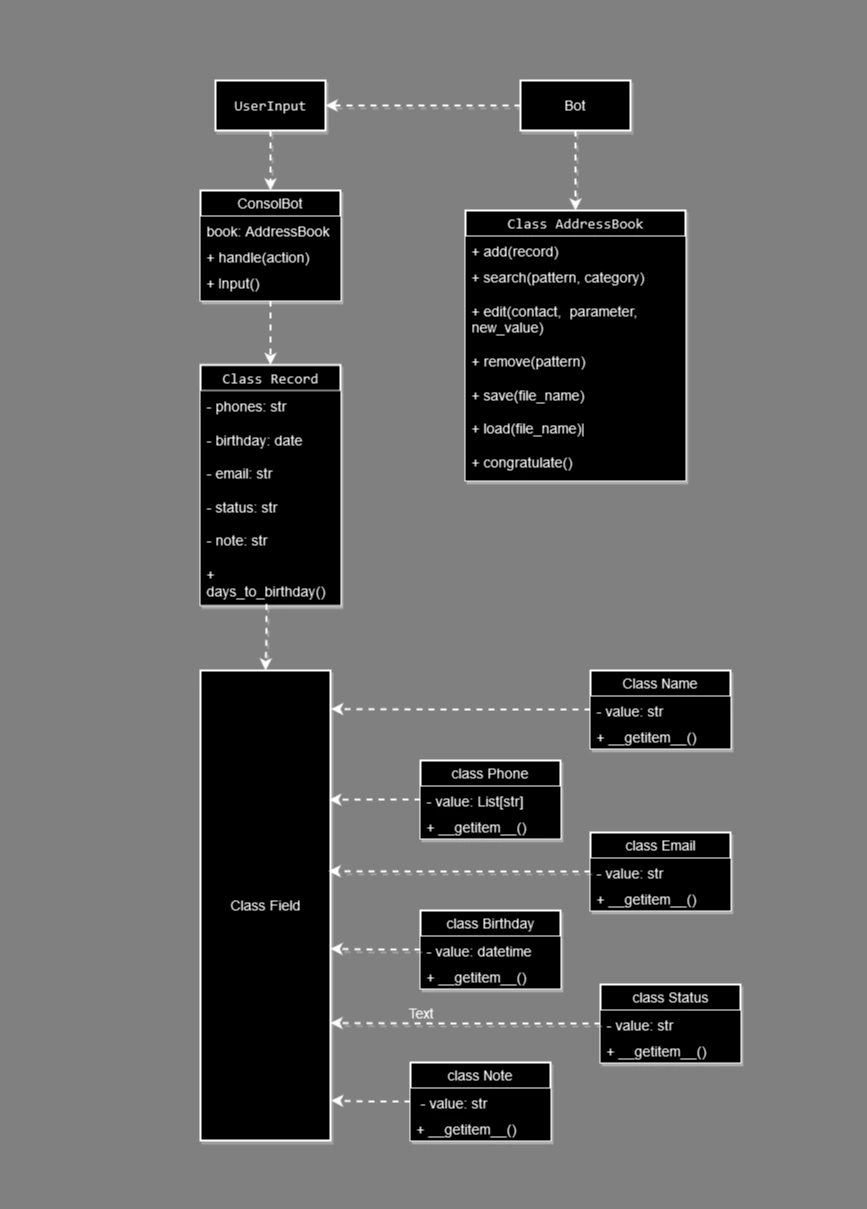 UserInput
Bot
ConsolBot
book: AddressBook
+ handle(action)
+ Input()
Class AddressBook
+ add(record)
+ search(pattern, category)
+ edit(contact,  parameter,
new_value)
+ remove(pattern)
+ save(file_name)
+ load(file_name)|
+ congratulate()
Class Record
- phones: str
- birthday: date
- email: str
- status: str
- note: str
+
days_to_birthday()
Class Field
Class Name
- value: str
+ __getitem__()
class Phone
- value: List[str]
+ __getitem__()
class Email
- value: str
+ __getitem__()
class Birthday
- value: datetime
+ __getitem__()
Text
class Status
- value: str
+ __getitem__()
class Note
- value: str
+ __getitem__()